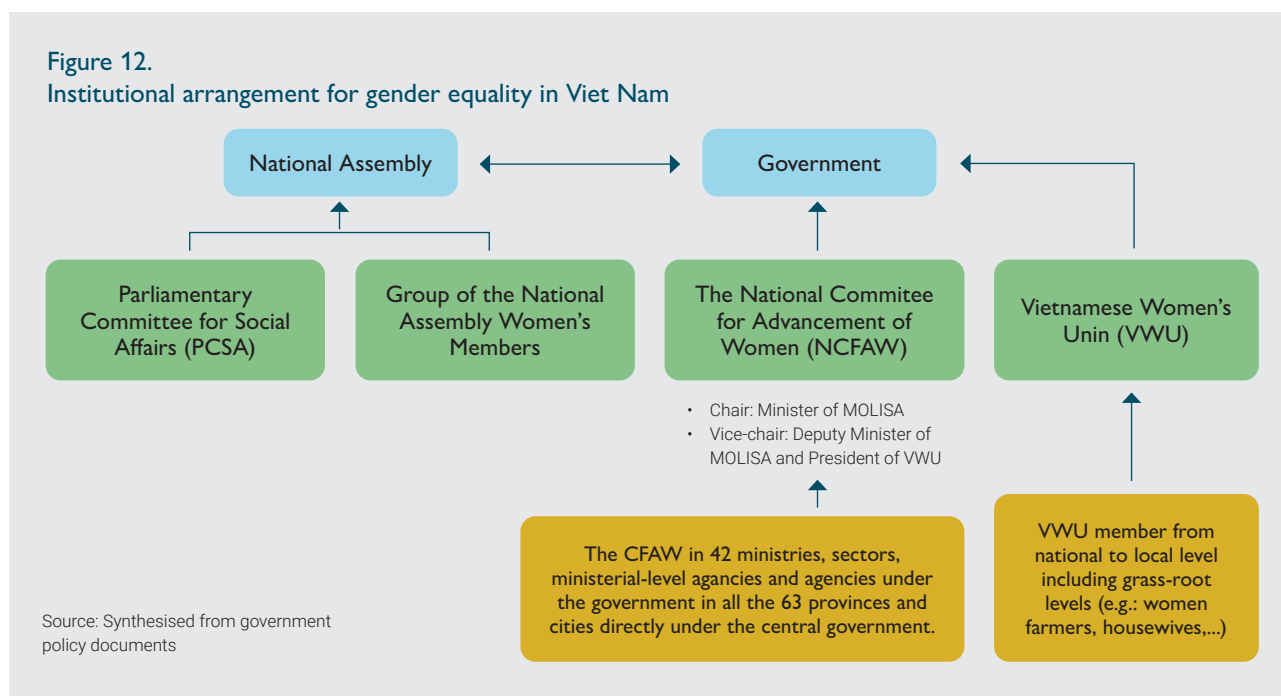 Figure 12.
Institutional arrangement for gender equality in Viet Nam
National Assembly
Government
Parliamentary
Committee for Social
Affairs (PCSA)
Group of the National
Assembly Women’s
Members
The National Commitee
for Advancement of
Women (NCFAW)
Vietnamese Women’s
Unin (VWU)
• Chair: Minister of MOLISA
• Vice-chair: Deputy Minister of
MOLISA and President of VWU
The CFAW in 42 ministries, sectors,
ministerial-level agancies and agencies under
the government in all the 63 provinces and
cities directly under the central government.
VWU member from
national to local level
including grass-root
levels (e.g.: women
farmers, housewives,...)
Source: Synthesised from government
policy documents